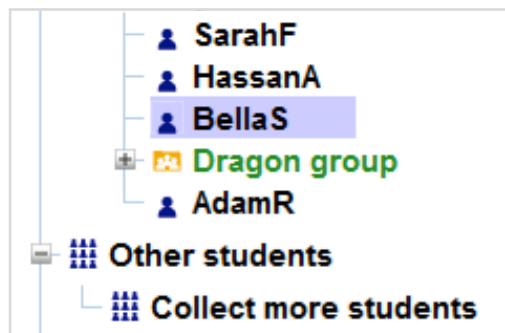 SarahF
HassanA
BellaS
Dragon group
AdamR
Other students
Collect more students